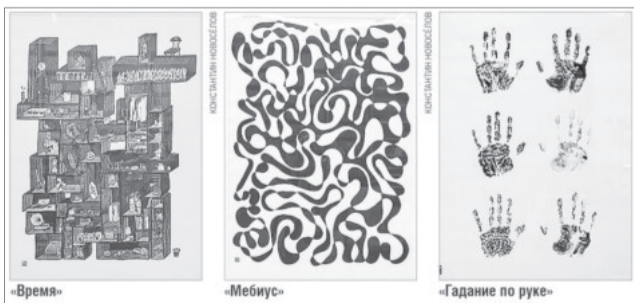 КОНСТАНТИН НОВОСЁЛОВ
КОНСТАНТИН НОВОСЁЛОВ
«Время»
«Мебиус»
«Гадание по руке»